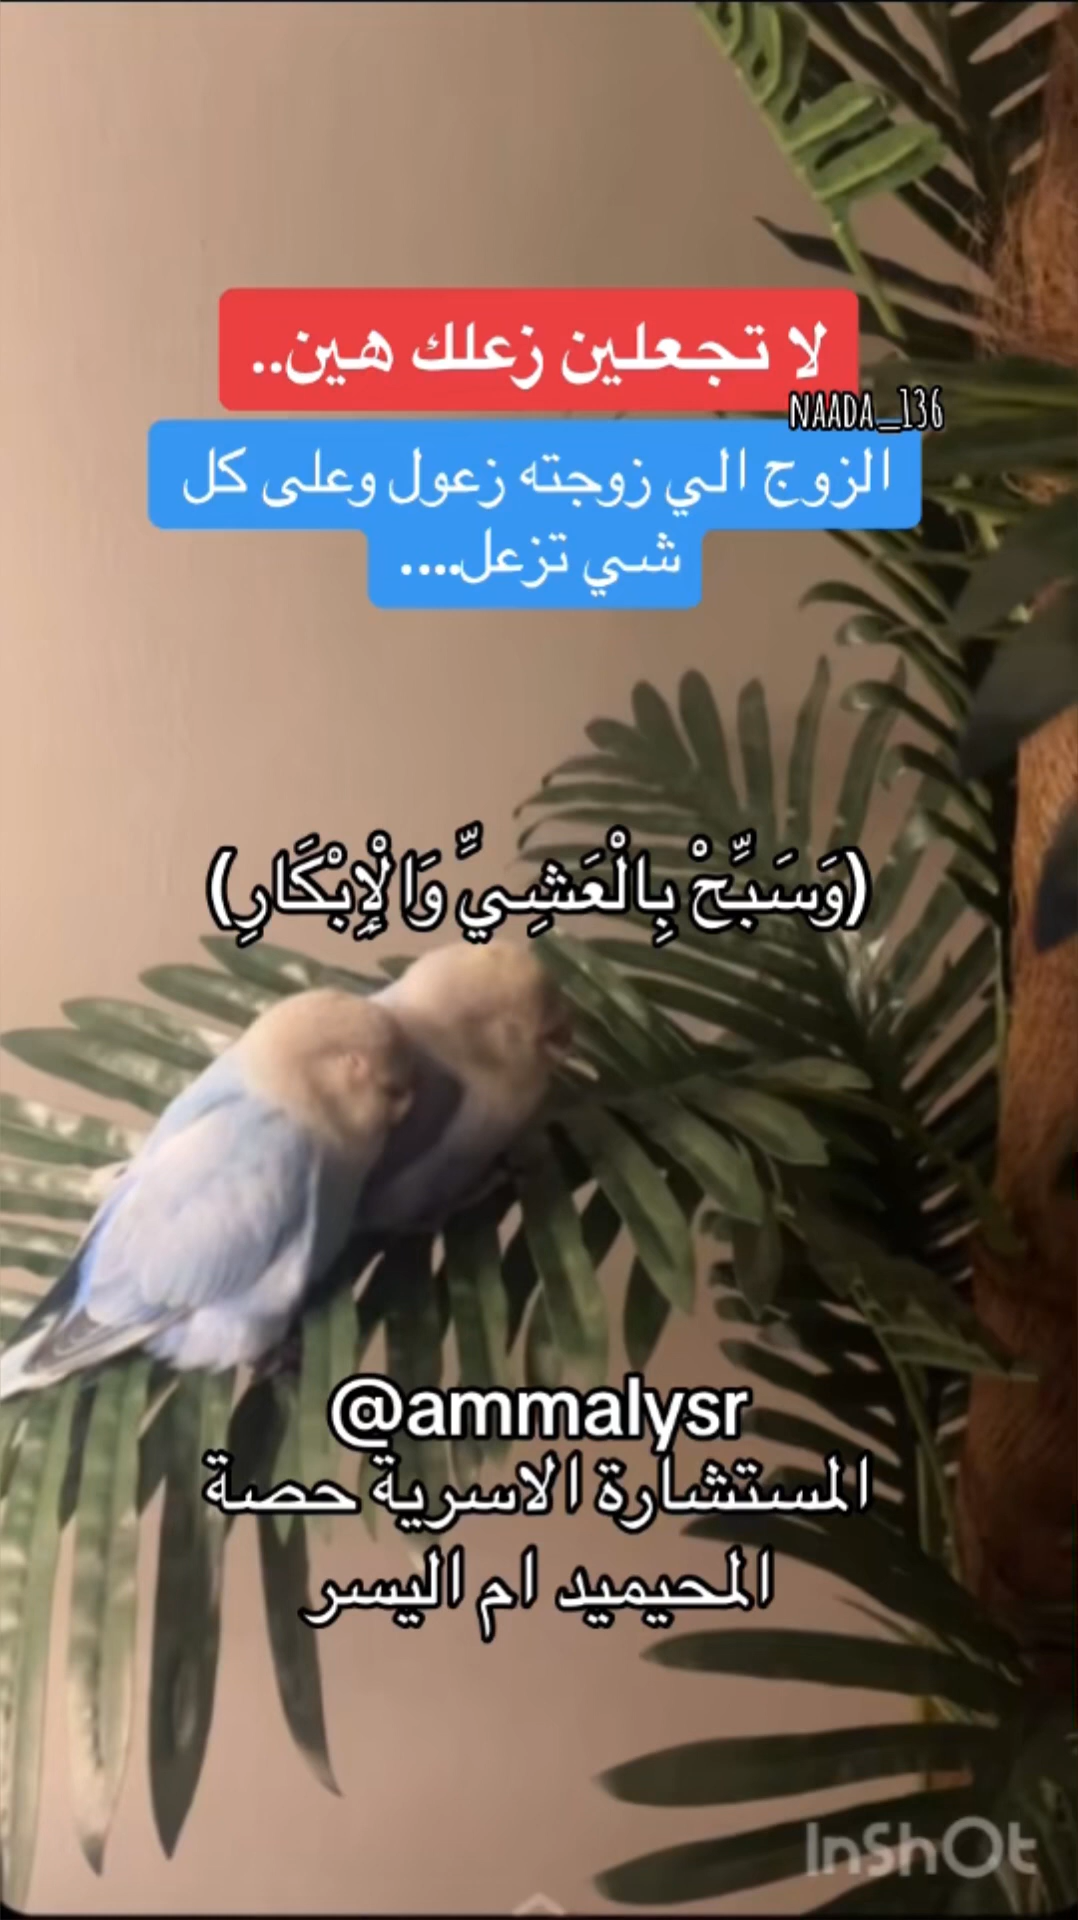 لا تجعلين زعلك هين..
NAADA_136
الزوج الي زوجته زعول وعلى كل
شي تزعل....
(وَسَبِّحْ بِالْعَشِيِّ وَالْإِبْكَارِ)
@ammalysr
المستشارة الاسرية حصة
المحيميد ام اليسر
InShOt